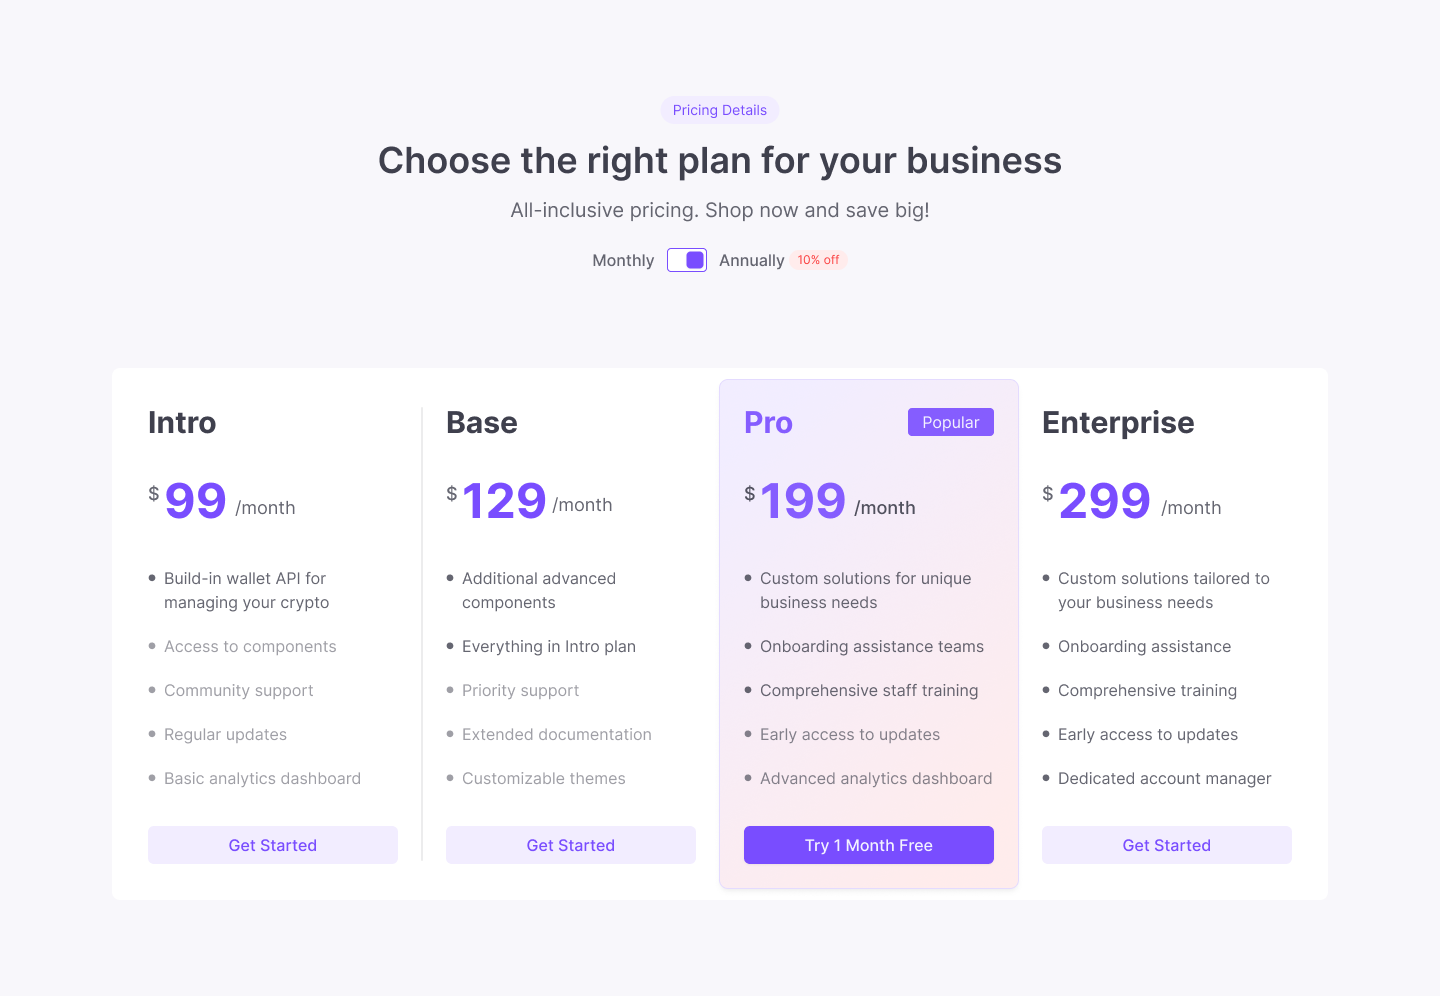 Pricing Details
Choose the right plan for your business
All-inclusive pricing. Shop now and save big!
Monthly Annually 10% off
Intro
$ 99 /month
• Build-in wallet API for
managing your crypto
• Access to components
• Community support
• Regular updates
• Basic analytics dashboard
Get Started
Base
$ 129 /month
• Additional advanced
components
• Everything in Intro plan
• Priority support
• Extended documentation
• Customizable themes
Get Started
Pro
Popular
$ 199 /month
• Custom solutions for unique
business needs
• Onboarding assistance teams
• Comprehensive staff training
• Early access to updates
• Advanced analytics dashboard
Try 1 Month Free
Enterprise
$ 299 /month
• Custom solutions tailored to
your business needs
• Onboarding assistance
• Comprehensive training
• Early access to updates
• Dedicated account manager
Get Started